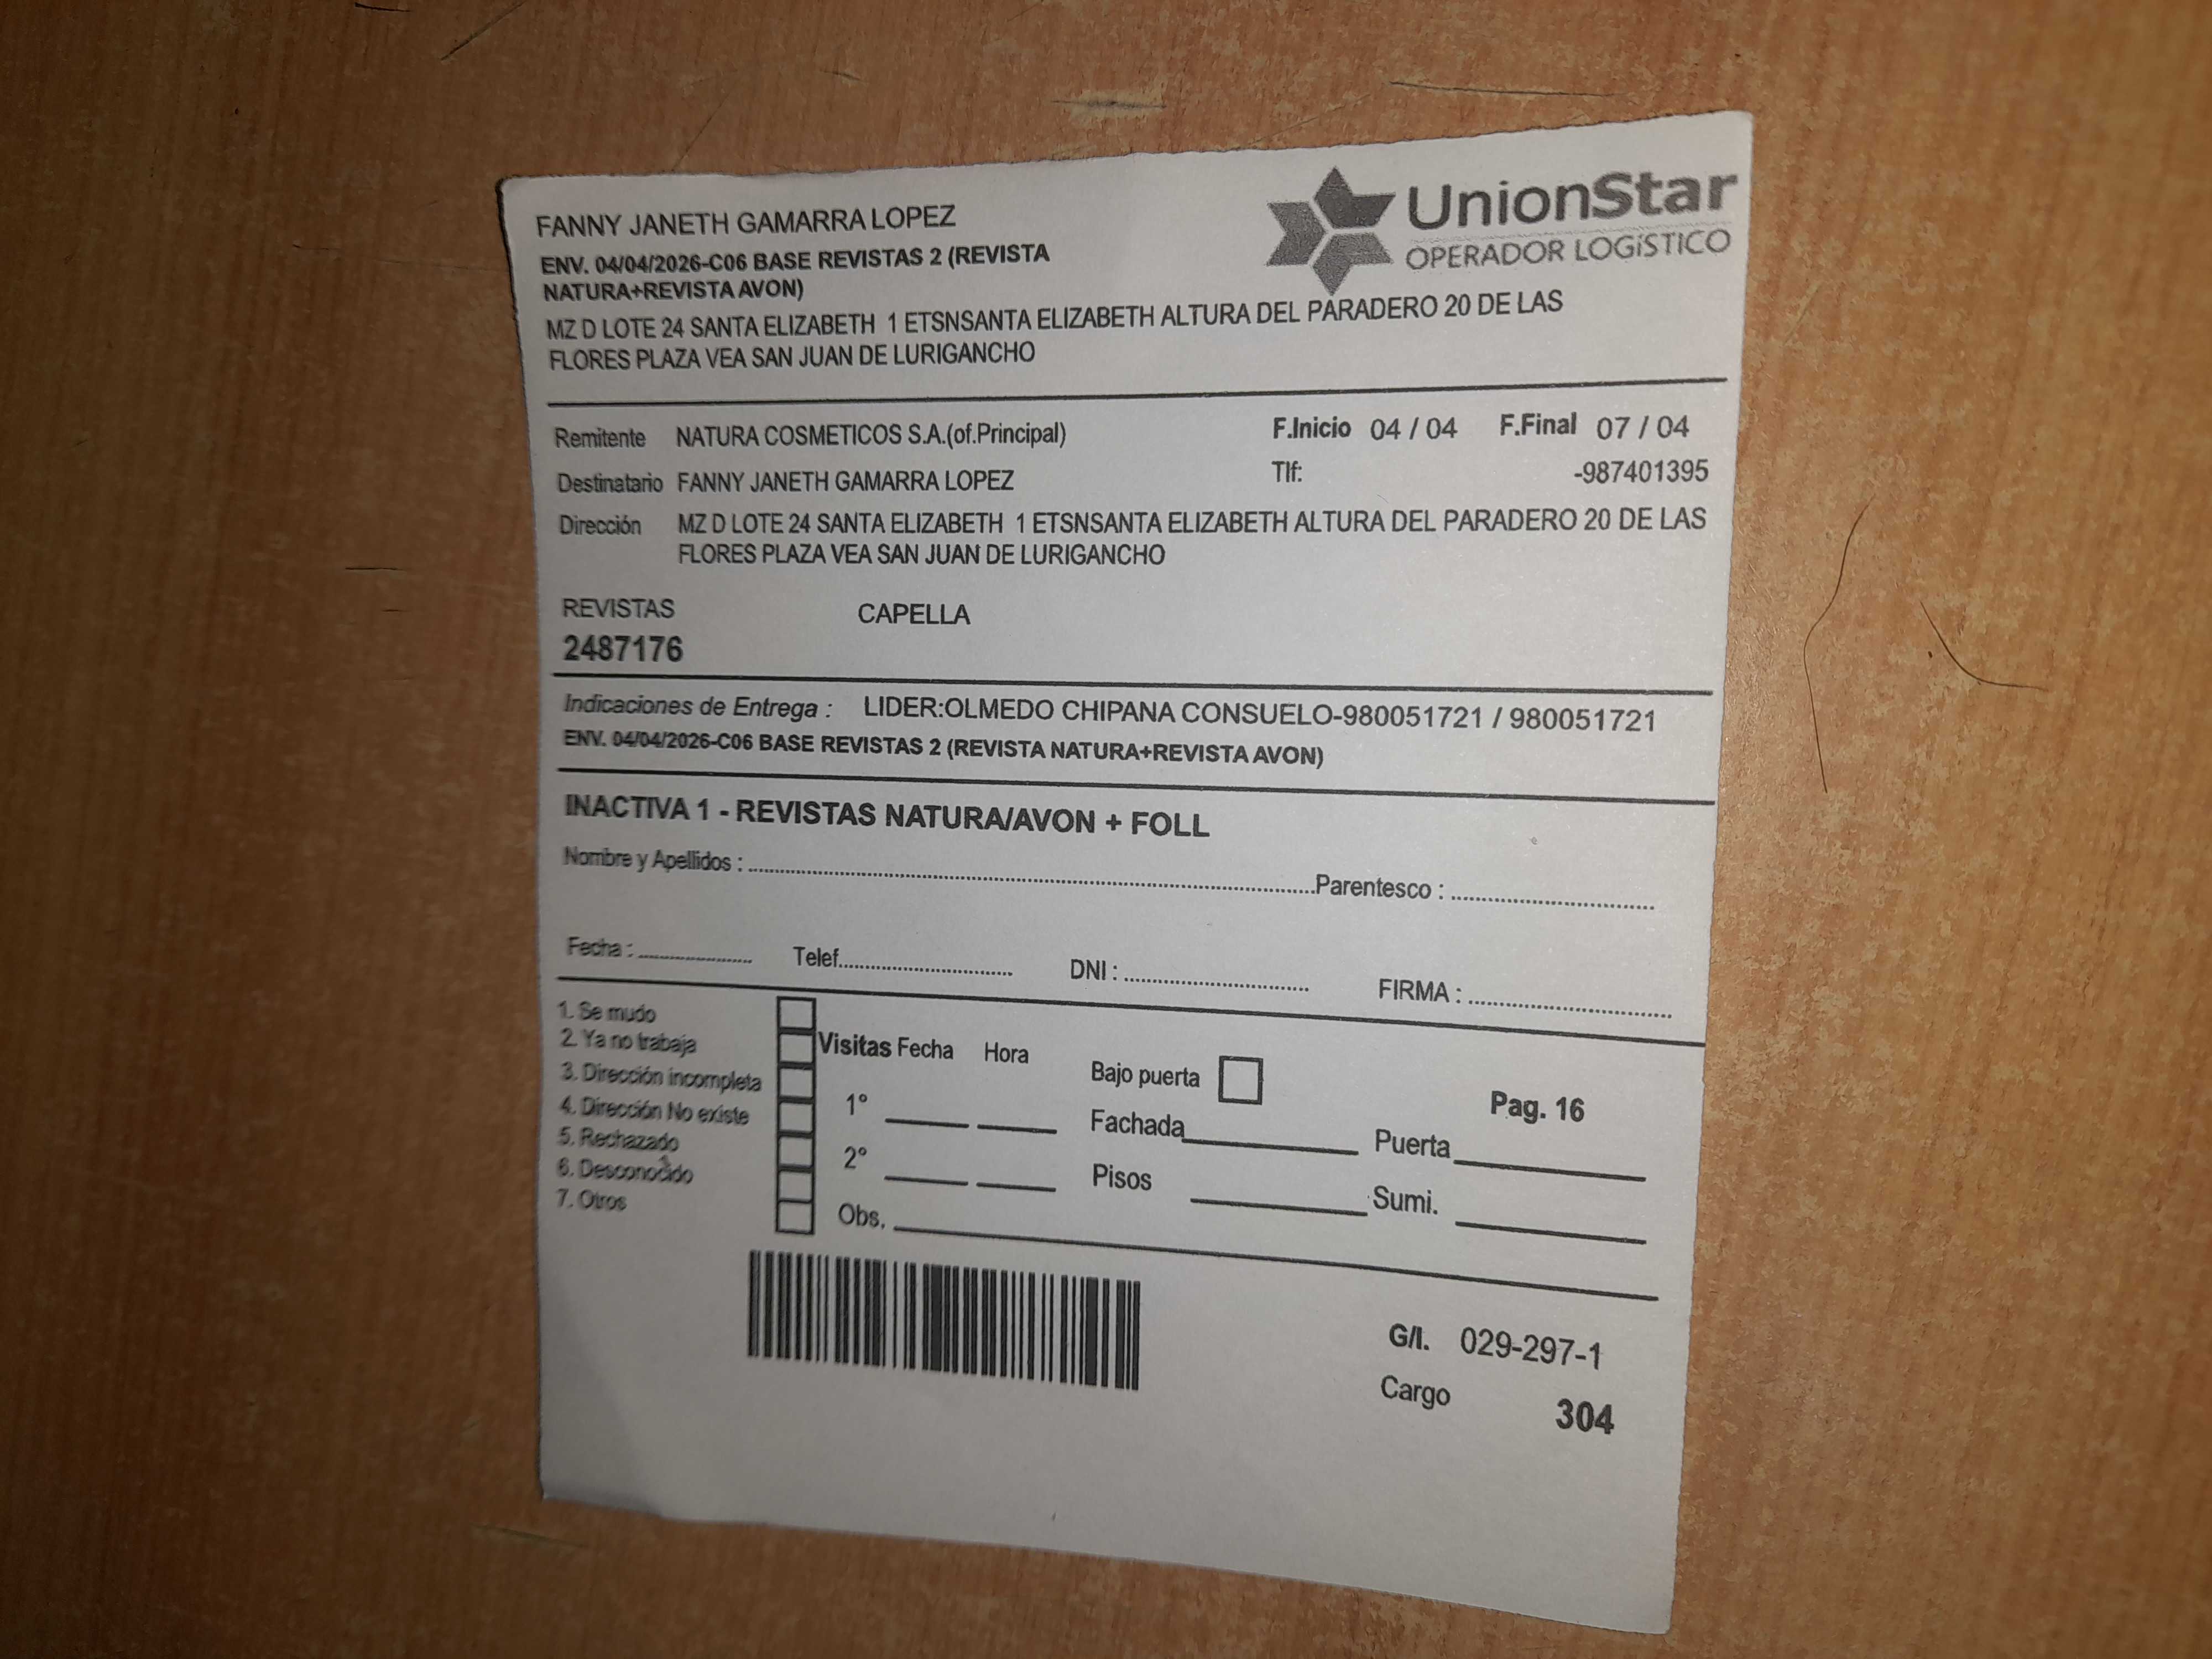 FANNY JANETH GAMARRA LOPEZ
UnionStar
OPERADOR LOGíSTICO
ENV. 04/04/2026-C06 BASE REVISTAS 2 (REVISTA
NATURA+REVISTA AVON)
MZ D LOTE 24 SANTA ELIZABETH 1 ETSNSANTA ELIZABETH ALTURA DEL PARADERO 20 DE LAS
FLORES PLAZA VEA SAN JUAN DE LURIGANCHO
Remitente NATURA COSMETICOS S.A.(of.Principal) F.Inicio 04 / 04 F.Final 07 / 04
Destinatario FANNY JANETH GAMARRA LOPEZ Tlf: -987401395
Dirección MZ D LOTE 24 SANTA ELIZABETH 1 ETSNSANTA ELIZABETH ALTURA DEL PARADERO 20 DE LAS
FLORES PLAZA VEA SAN JUAN DE LURIGANCHO
REVISTAS CAPELLA
2487176
Indicaciones de Entrega : LIDER:OLMEDO CHIPANA CONSUELO-980051721 / 980051721
ENV. 04/04/2026-C06 BASE REVISTAS 2 (REVISTA NATURA+REVISTA AVON)
INACTIVA 1 - REVISTAS NATURA/AVON + FOLL
Nombre y Apellidos : Parentesco :
Fecha : Telef. DNI : FIRMA :
1. Se mudo
2. Ya no trabaja
3. Dirección incompleta
4. Dirección No existe
5. Rechazado
6. Desconocido
7. Otros
Visitas Fecha Hora
1°
2°
Obs.
Bajo puerta
Pag. 16
Fachada Puerta
Pisos Sumi.
G/I. 029-297-1
Cargo 304